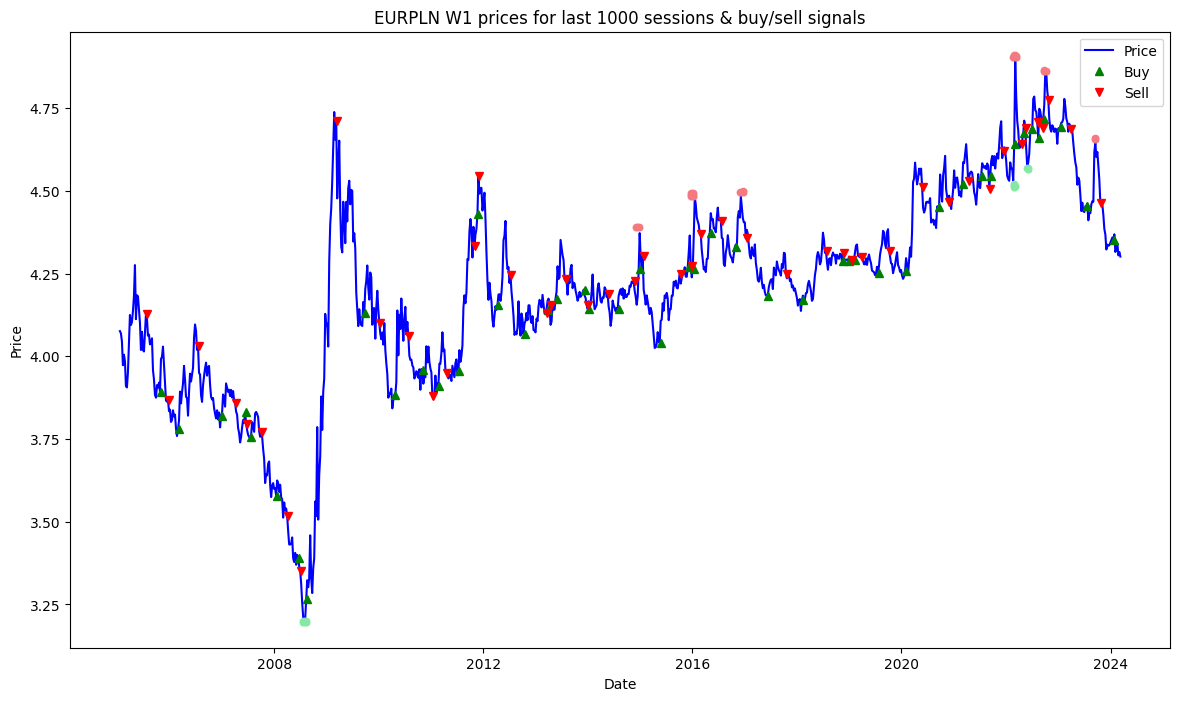 EURPLN W1 prices for last 1000 sessions & buy/sell signals
Price
Buy
Sell
4.75
4.50
4.25
4.00
3.75
3.50
3.25
Price
2008
2012
2016
2020
2024
Date